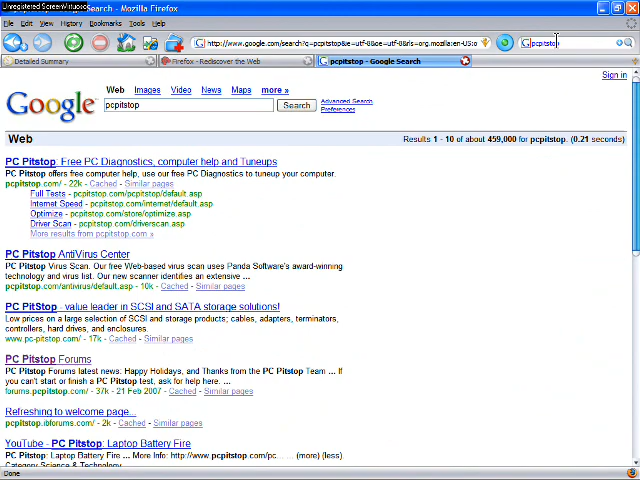 Unregistered ScreenVirtuoso
pcpitstop - Google Search - Mozilla Firefox
File Edit View History Bookmarks Tools Help
http://www.google.com/search?q=pcpitstop&ie=utf-8&oe=utf-8&rls=org.mozilla:en-US:o
pcpitstop
Detailed Summary
Firefox - Rediscover the Web
pcpitstop - Google Search
Sign in
Google
Web Images Video News Maps more »
pcpitstop
Search
Advanced Search
Preferences
Web
Results 1 - 10 of about 459,000 for pcpitstop. (0.21 seconds)
PC Pitstop: Free PC Diagnostics, computer help and Tuneups
PC Pitstop offers free computer help, use our free PC Diagnostics to tuneup your computer.
pcpitstop.com/ - 22k - Cached - Similar pages
Full Tests - pcpitstop.com/pcpitstop/default.asp
Internet Speed - pcpitstop.com/internet/default.asp
Optimize - pcpitstop.com/store/optimize.asp
Driver Scan - pcpitstop.com/driverscan.asp
More results from pcpitstop.com »
PC Pitstop AntiVirus Center
PC Pitstop Virus Scan. Our free Web-based virus scan uses Panda Software's award-winning
technology and virus list. Our new scanner identifies an extensive ...
pcpitstop.com/antivirus/default.asp - 10k - Cached - Similar pages
PC PitStop - value leader in SCSI and SATA storage solutions!
Low prices on a large selection of SCSI and storage products; cables, adapters, terminators,
controllers, hard drives, and enclosures.
www.pc-pitstop.com/ - 17k - Cached - Similar pages
PC Pitstop Forums
PC Pitstop Forums latest news: Happy Holidays, and Thanks from the PC Pitstop Team ... If
you can't start or finish a PC Pitstop test, ask for help here. ...
forums.pcpitstop.com/ - 37k - 21 Feb 2007 - Cached - Similar pages
Refreshing to welcome page...
pcpitstop.ibforums.com/ - 2k - Cached - Similar pages
YouTube - PC Pitstop: Laptop Battery Fire
PC Pitstop: Laptop Battery Fire ... More Info: http://www.pcpitstop.com/pc... ... (more) (less).
Category Science & Technology
Done